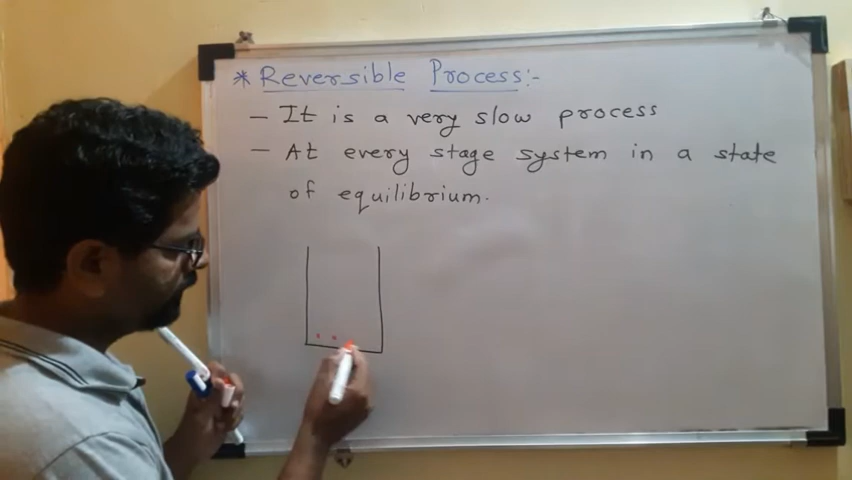 * Reversible Process:-
- It is a very slow process
- At every stage system in a state
of equilibrium.